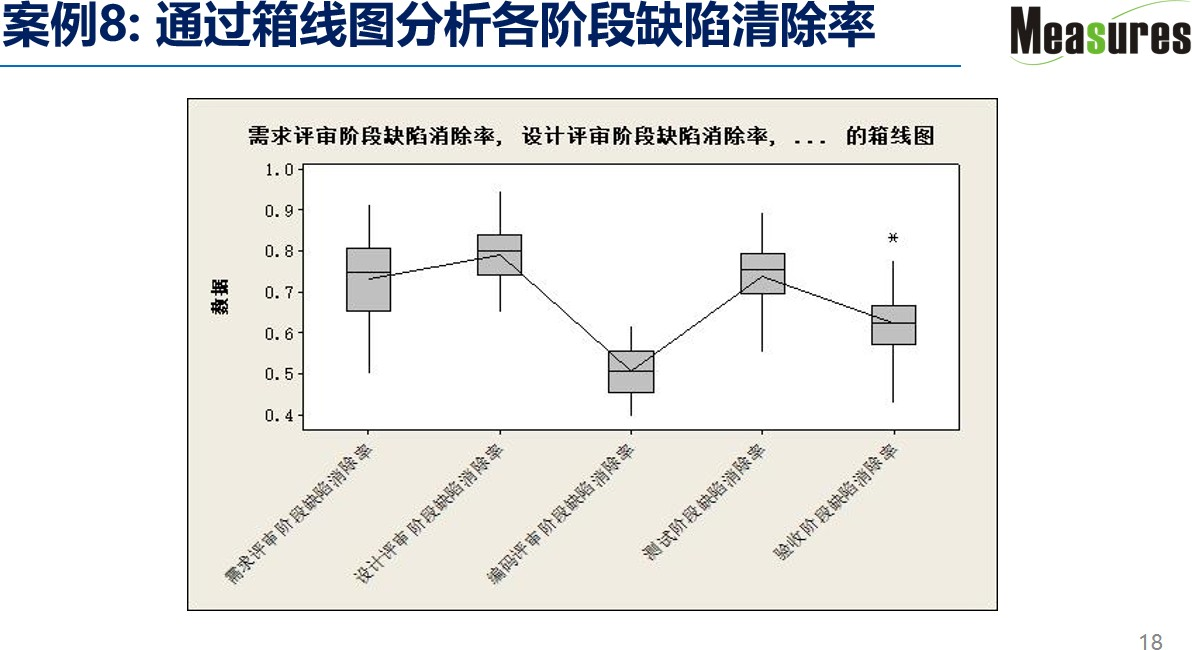 案例8: 通过箱线图分析各阶段缺陷清除率
Measures
需求评审阶段缺陷消除率, 设计评审阶段缺陷消除率, ... 的箱线图
1.0
0.9
0.8
0.7
0.6
0.5
0.4
数据
需求评审阶段缺陷消除率
设计评审阶段缺陷消除率
编码评审阶段缺陷消除率
测试阶段缺陷消除率
验收阶段缺陷消除率
18